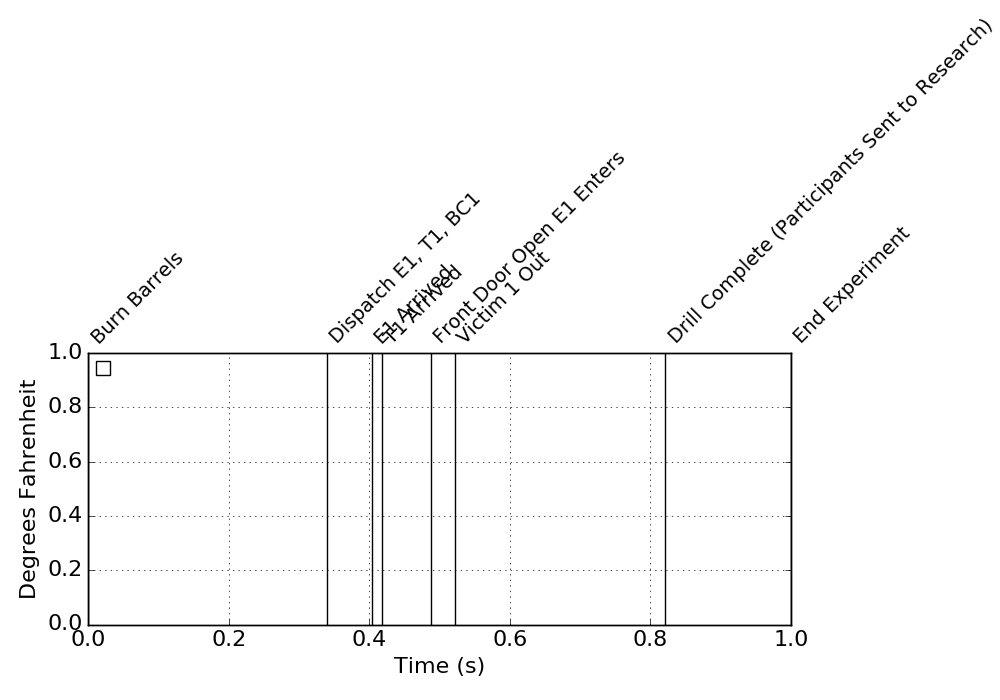 Burn Barrels
Dispatch E1, T1, BC1
E1 Arrived
T1 Arrived
Front Door Open E1 Enters
Victim 1 Out
Drill Complete (Participants Sent to Research)
End Experiment
1.0
0.8
0.6
0.4
0.2
0.0
Degrees Fahrenheit
0.0 0.2 0.4 0.6 0.8 1.0
Time (s)